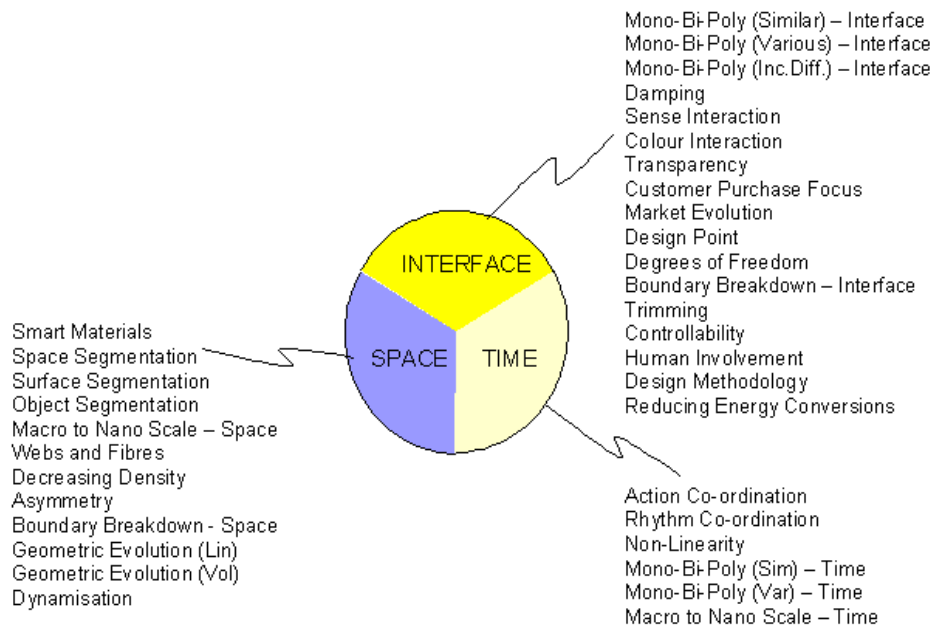 Mono-Bi-Poly (Similar) – Interface
Mono-Bi-Poly (Various) – Interface
Mono-Bi-Poly (Inc.Diff.) – Interface
Damping
Sense Interaction
Colour Interaction
Transparency
Customer Purchase Focus
Market Evolution
Design Point
Degrees of Freedom
Boundary Breakdown – Interface
Trimming
Controllability
Human Involvement
Design Methodology
Reducing Energy Conversions
INTERFACE
SPACE
TIME
Smart Materials
Space Segmentation
Surface Segmentation
Object Segmentation
Macro to Nano Scale – Space
Webs and Fibres
Decreasing Density
Asymmetry
Boundary Breakdown - Space
Geometric Evolution (Lin)
Geometric Evolution (Vol)
Dynamisation
Action Co-ordination
Rhythm Co-ordination
Non-Linearity
Mono-Bi-Poly (Sim) – Time
Mono-Bi-Poly (Var) – Time
Macro to Nano Scale – Time